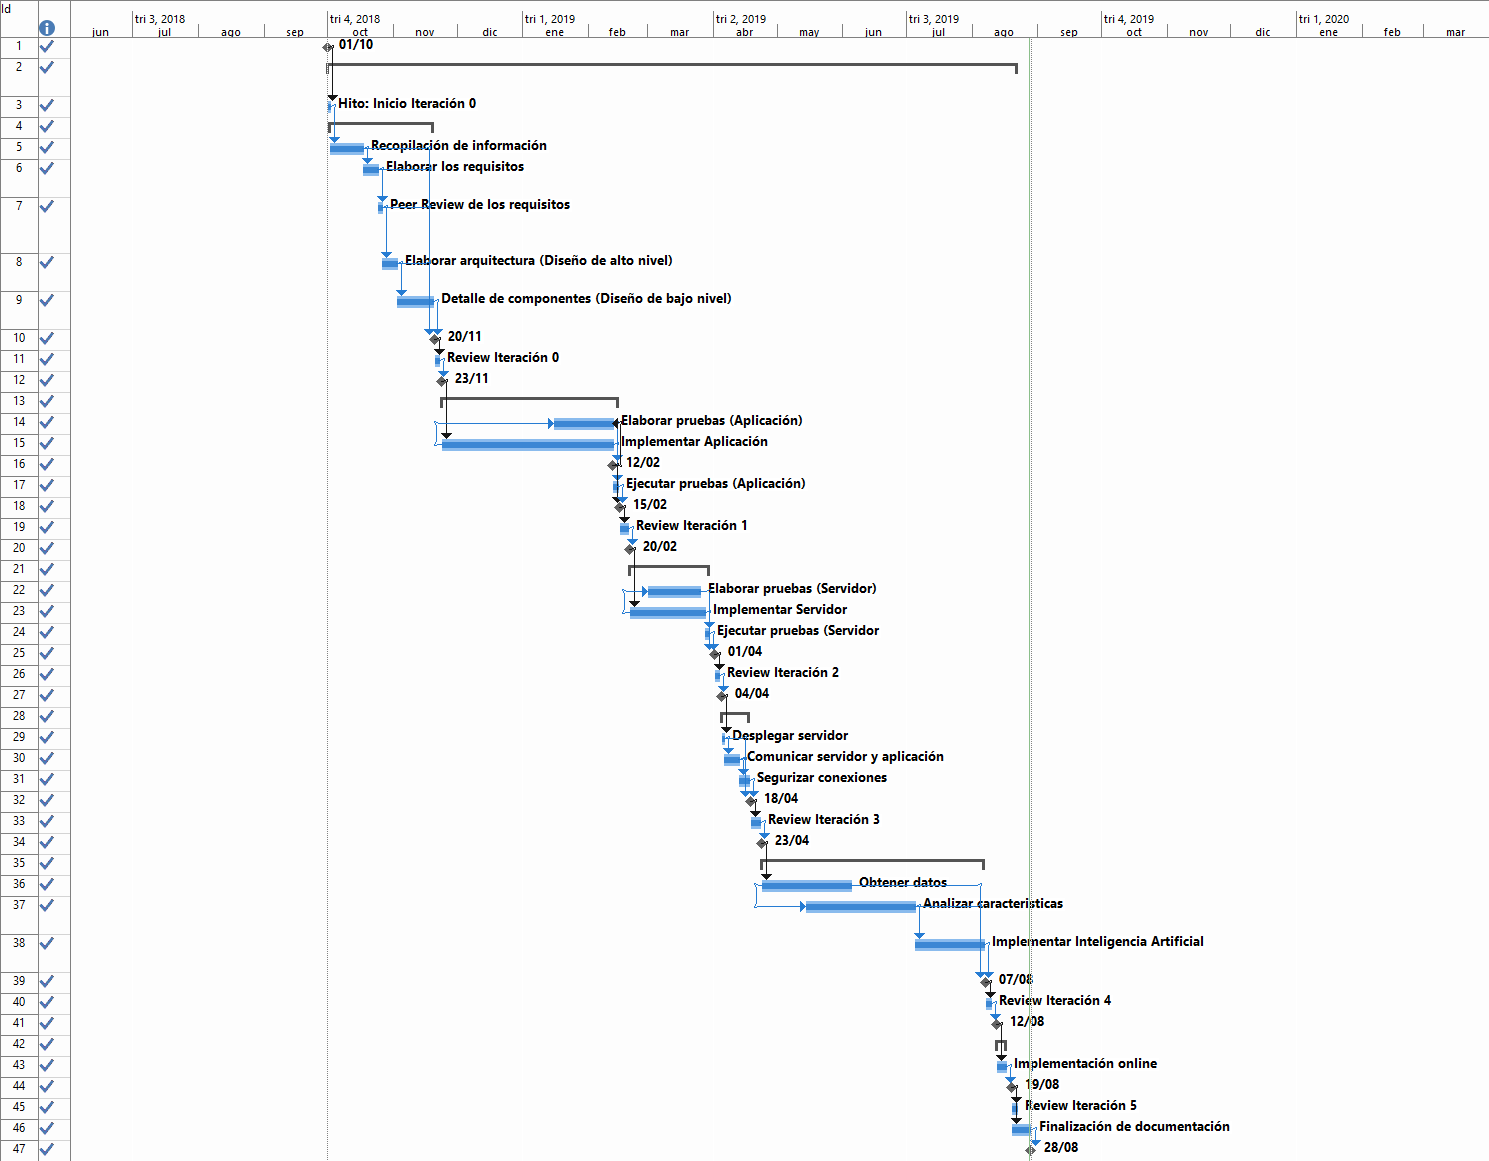 Id
tri 3, 2018 tri 4, 2018 tri 1, 2019 tri 2, 2019 tri 3, 2019 tri 4, 2019 tri 1, 2020
jun jul ago sep oct nov dic ene feb mar abr may jun jul ago sep oct nov dic ene feb mar
1 01/10
2
3 Hito: Inicio Iteración 0
4
5 Recopilación de información
6 Elaborar los requisitos
7 Peer Review de los requisitos
8 Elaborar arquitectura (Diseño de alto nivel)
9 Detalle de componentes (Diseño de bajo nivel)
10 20/11
11 Review Iteración 0
12 23/11
13
14 Elaborar pruebas (Aplicación)
15 Implementar Aplicación
16 12/02
17 Ejecutar pruebas (Aplicación)
18 15/02
19 Review Iteración 1
20 20/02
21
22 Elaborar pruebas (Servidor)
23 Implementar Servidor
24 Ejecutar pruebas (Servidor
25 01/04
26 Review Iteración 2
27 04/04
28
29 Desplegar servidor
30 Comunicar servidor y aplicación
31 Segurizar conexiones
32 18/04
33 Review Iteración 3
34 23/04
35
36 Obtener datos
37 Analizar caracteristicas
38 Implementar Inteligencia Artificial
39 07/08
40 Review Iteración 4
41 12/08
42
43 Implementación online
44 19/08
45 Review Iteración 5
46 Finalización de documentación
47 28/08